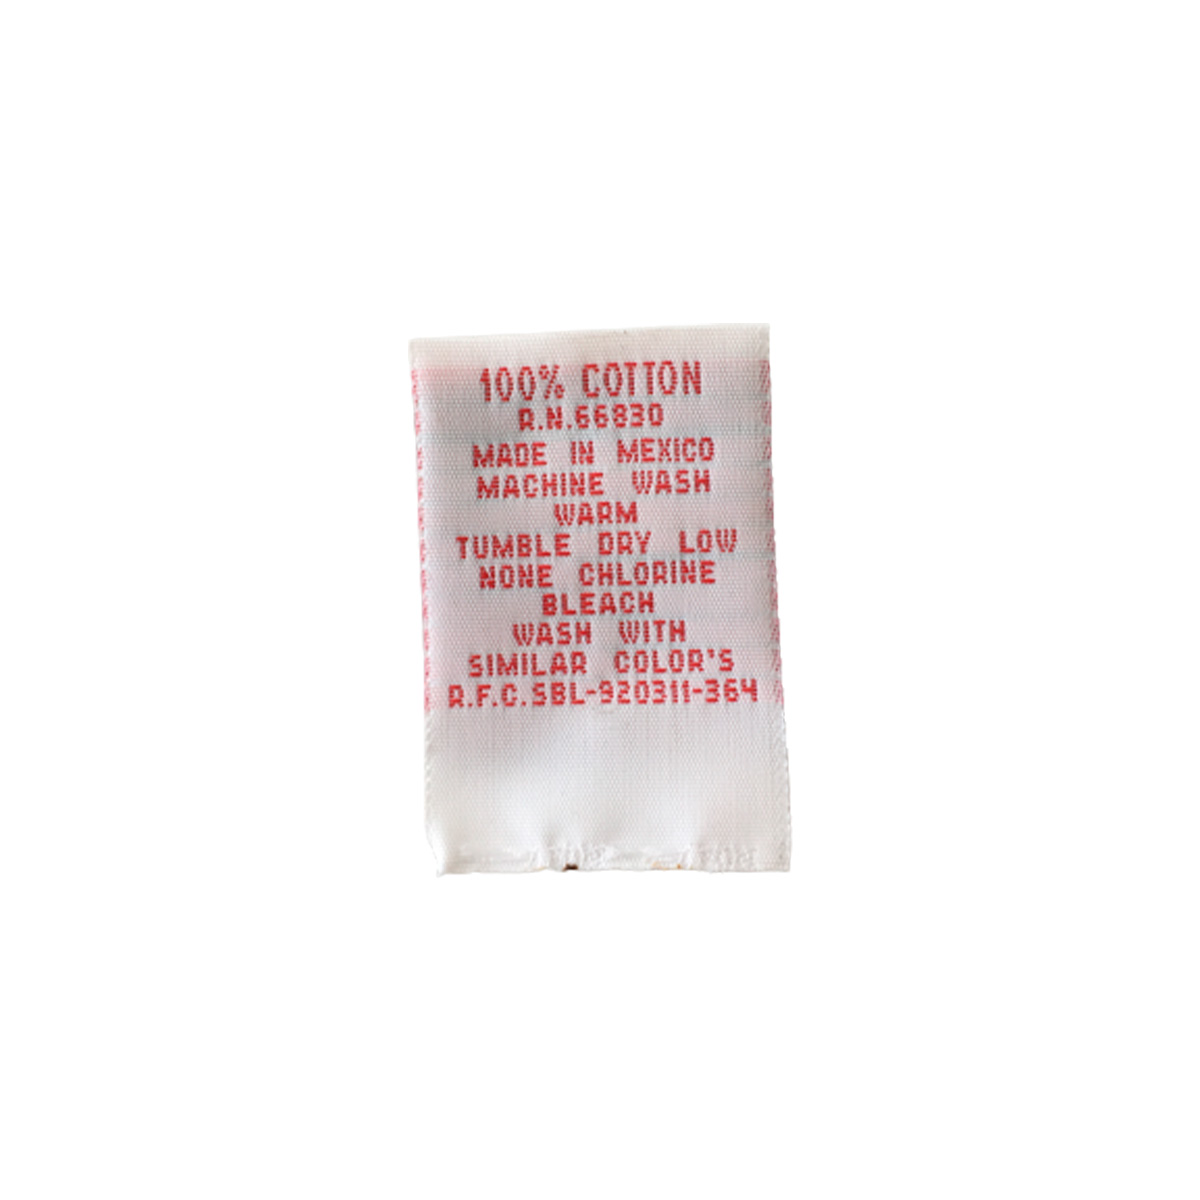 100% COTTON
R.N.66830
MADE IN MEXICO
MACHINE WASH
WARM
TUMBLE DRY LOW
NONE CHLORINE
BLEACH
WASH WITH
SIMILAR COLOR'S
R.F.C.SBL-920311-364